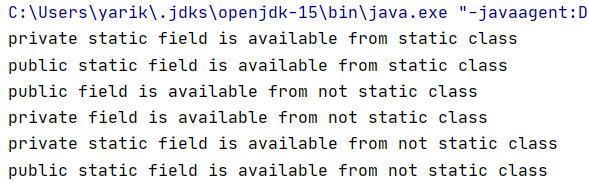 C:\Users\yarik\.jdks\openjdk-15\bin\java.exe "-javaagent:D
private static field is available from static class
public static field is available from static class
public field is available from not static class
private field is available from not static class
private static field is available from not static class
public static field is available from not static class